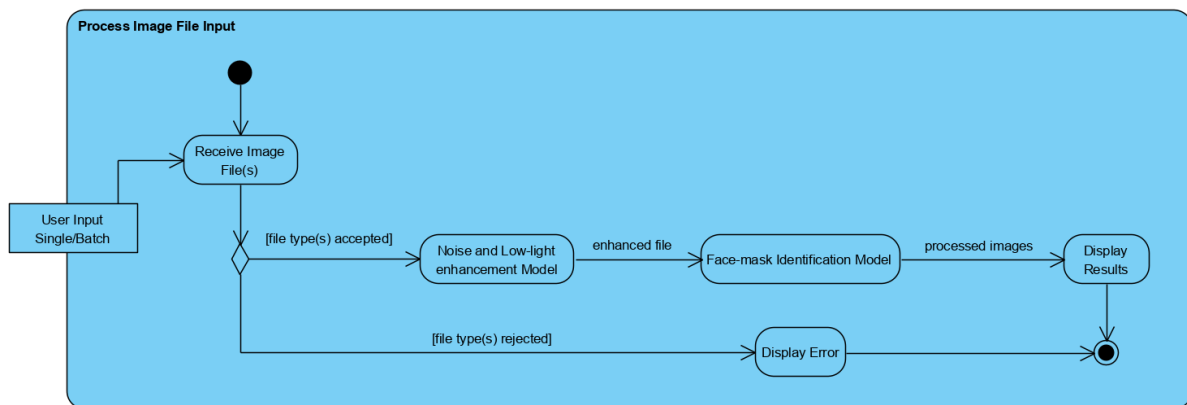 Process Image File Input
Receive Image
File(s)
User Input
Single/Batch
[file type(s) accepted]
Noise and Low-light
enhancement Model
enhanced file
Face-mask Identification Model
processed images
Display
Results
[file type(s) rejected]
Display Error